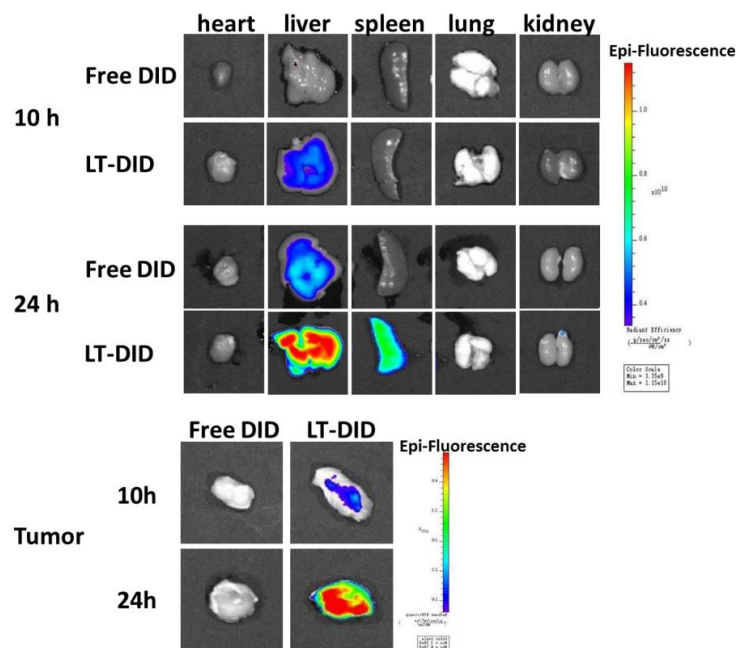 heart liver spleen lung kidney
Epi-Fluorescence
Free DID
10 h
LT-DID
1.0
x10^10
0.8
Free DID
0.6
24 h
0.4
LT-DID
Radiant Efficiency
Color Scale
Min = 3.35e9
Max = 1.15e10
Free DID LT-DID
Epi-Fluorescence
10h
Tumor
24h